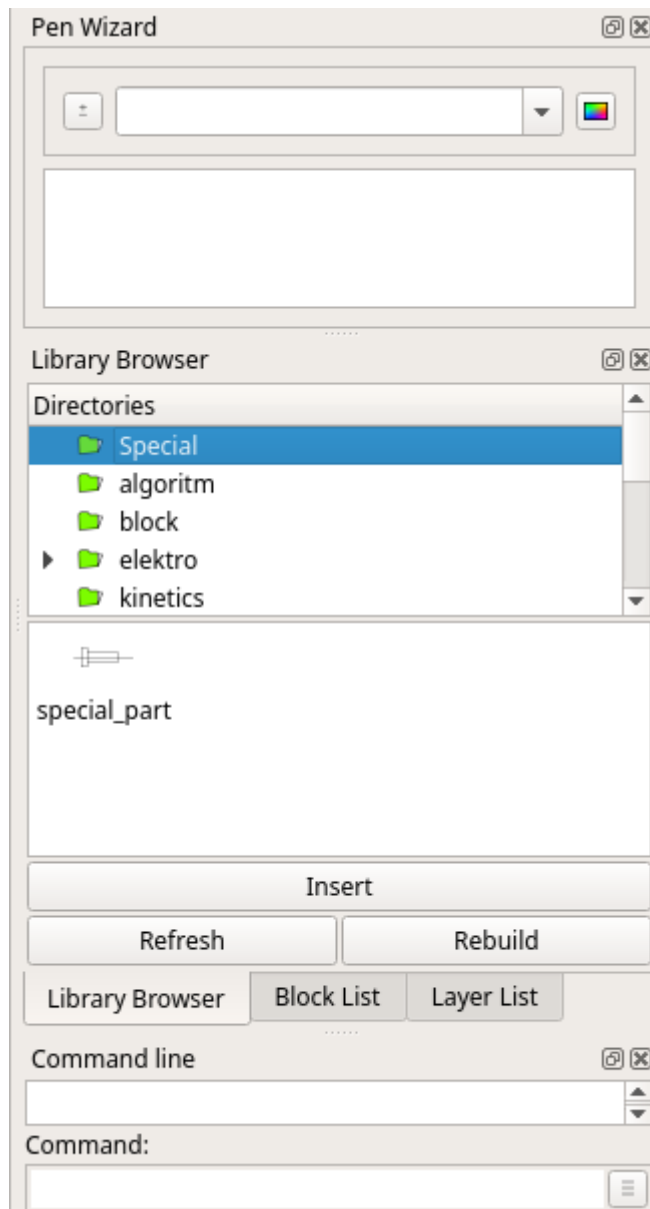 Pen Wizard
Library Browser
Directories
Special
algoritm
block
elektro
kinetics
special_part
Insert
Refresh Rebuild
Library Browser Block List Layer List
Command line
Command: